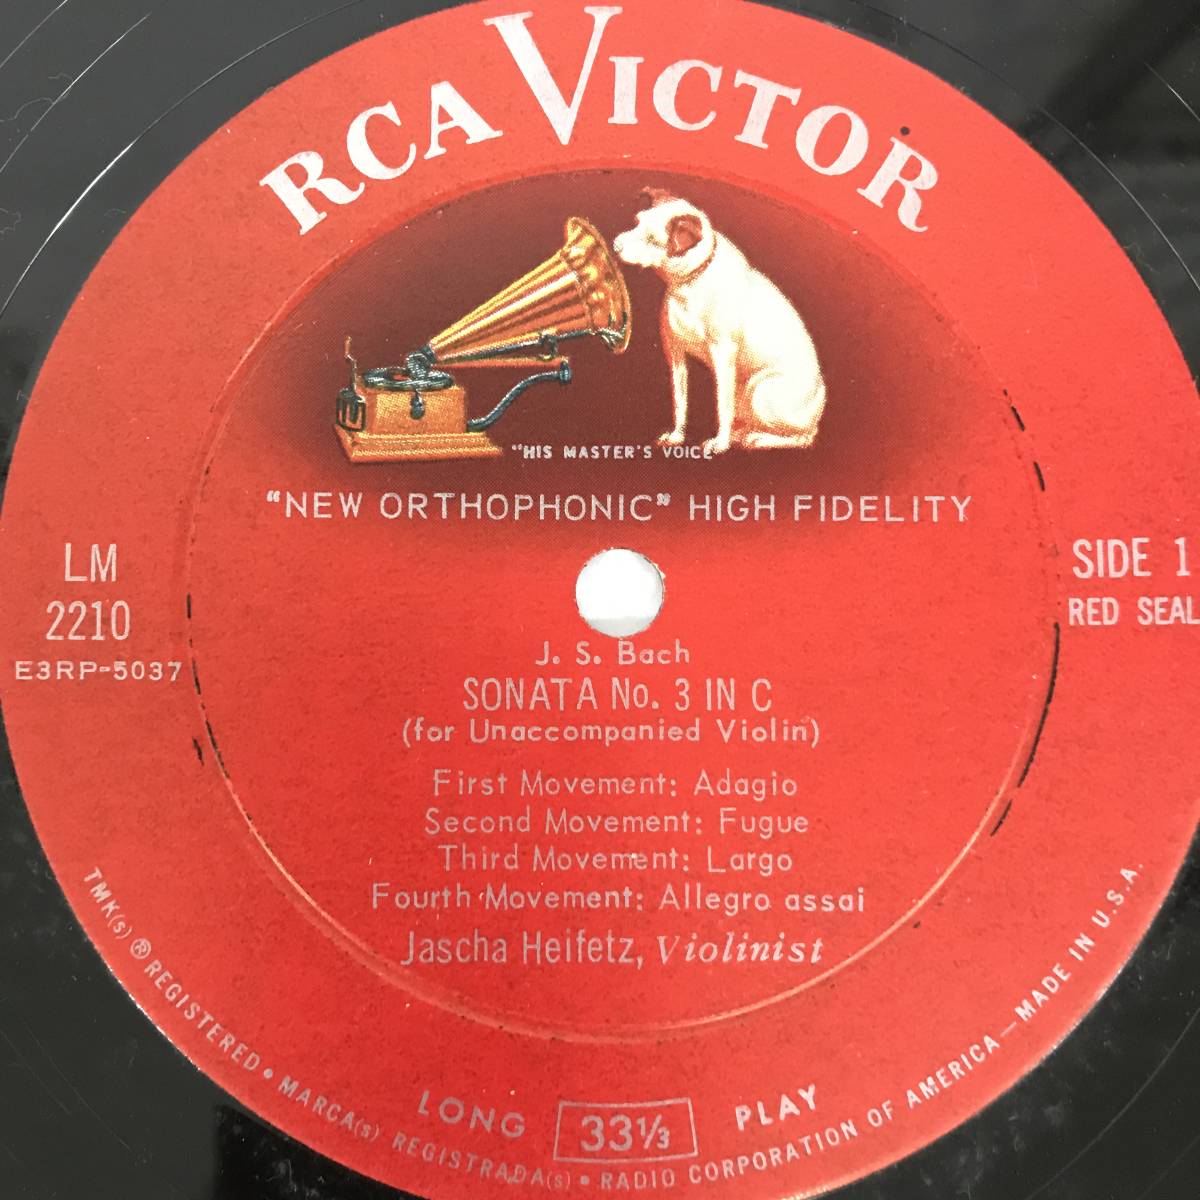 RCA VICTOR
"HIS MASTER'S VOICE
"NEW ORTHOPHONIC" HIGH FIDELITY
LM
2210
E3RP-5037
SIDE 1
RED SEAL
J. S. Bach
SONATA No. 3 IN C
(for Unaccompanied Violin)
First Movement: Adagio
Second Movement: Fugue
Third Movement: Largo
Fourth Movement: Allegro assai
Jascha Heifetz, Violinist
LONG 33⅓ PLAY
TMK(s) ® REGISTERED • MARCA(s) REGISTRADA(s) • RADIO CORPORATION OF AMERICA—MADE IN U.S.A.